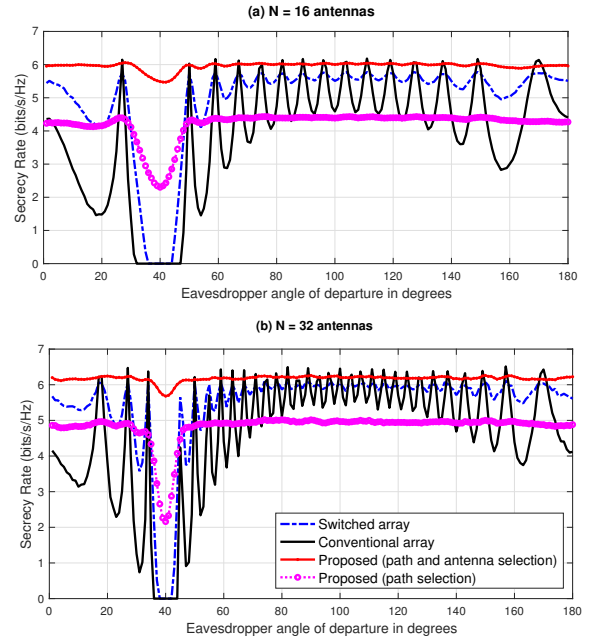 (a) N = 16 antennas
7
6
5
4
3
2
1
0
Secrecy Rate (bits/s/Hz)
0 20 40 60 80 100 120 140 160 180
Eavesdropper angle of departure in degrees
(b) N = 32 antennas
7
6
5
4
3
2
1
0
Secrecy Rate (bits/s/Hz)
Switched array
Conventional array
Proposed (path and antenna selection)
Proposed (path selection)
0 20 40 60 80 100 120 140 160 180
Eavesdropper angle of departure in degrees